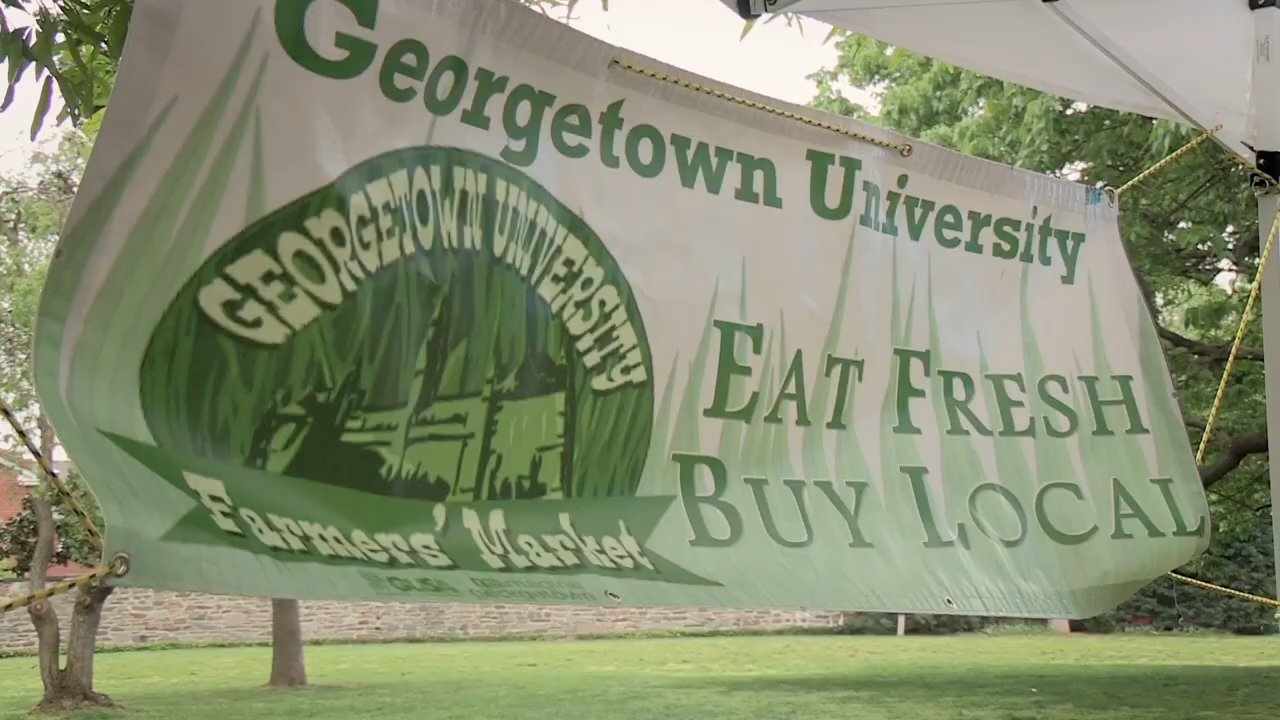 Georgetown University
GEORGETOWN UNIVERSITY
Farmers' Market
EAT FRESH
BUY LOCAL